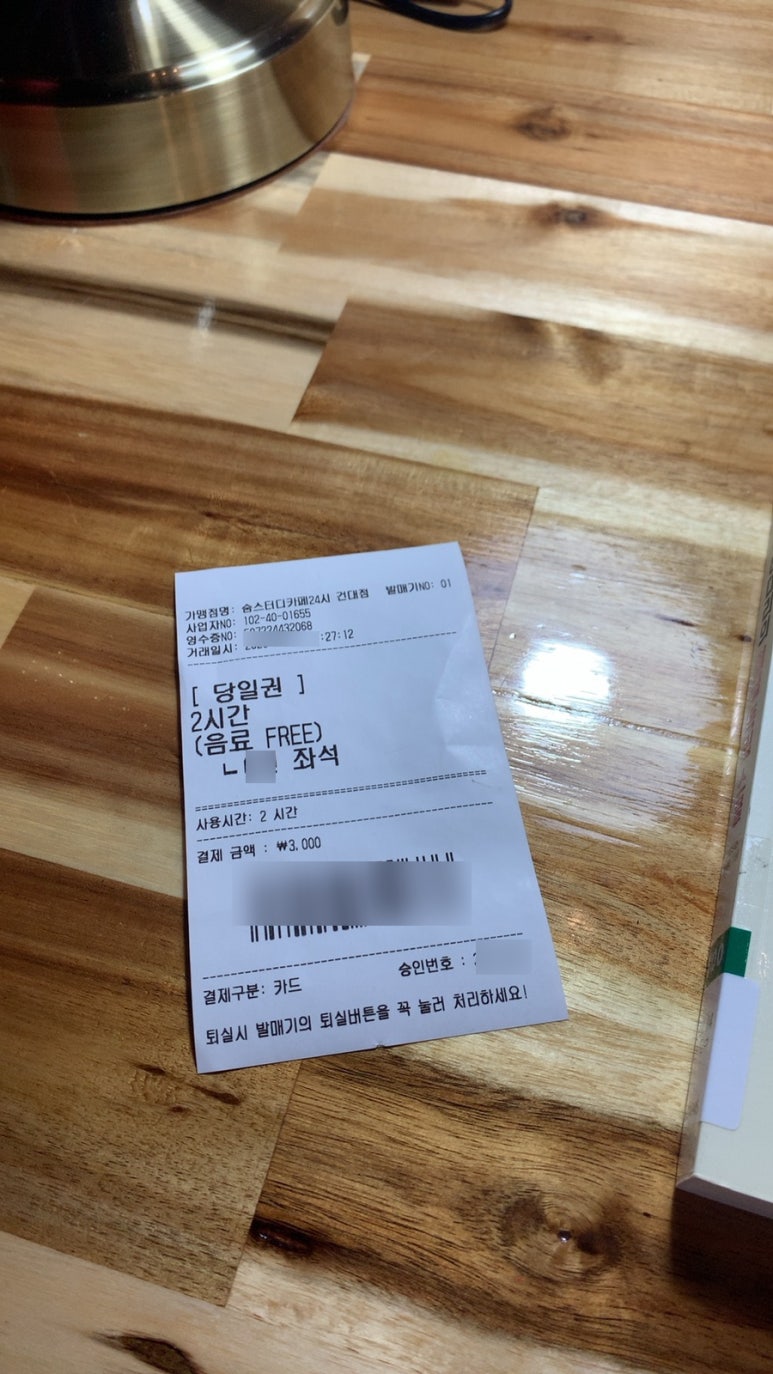 가맹점명: 숨스터디카페24시 건대점 발매기NO: 01
사업자NO: 102-40-01655
영수증NO:
거래일시: :27:12
[ 당일권 ]
2시간
(음료 FREE)
좌석
사용시간: 2 시간
결제 금액 : ₩3,000
결제구분: 카드 승인번호 :
퇴실시 발매기의 퇴실버튼을 꼭 눌러 처리하세요!